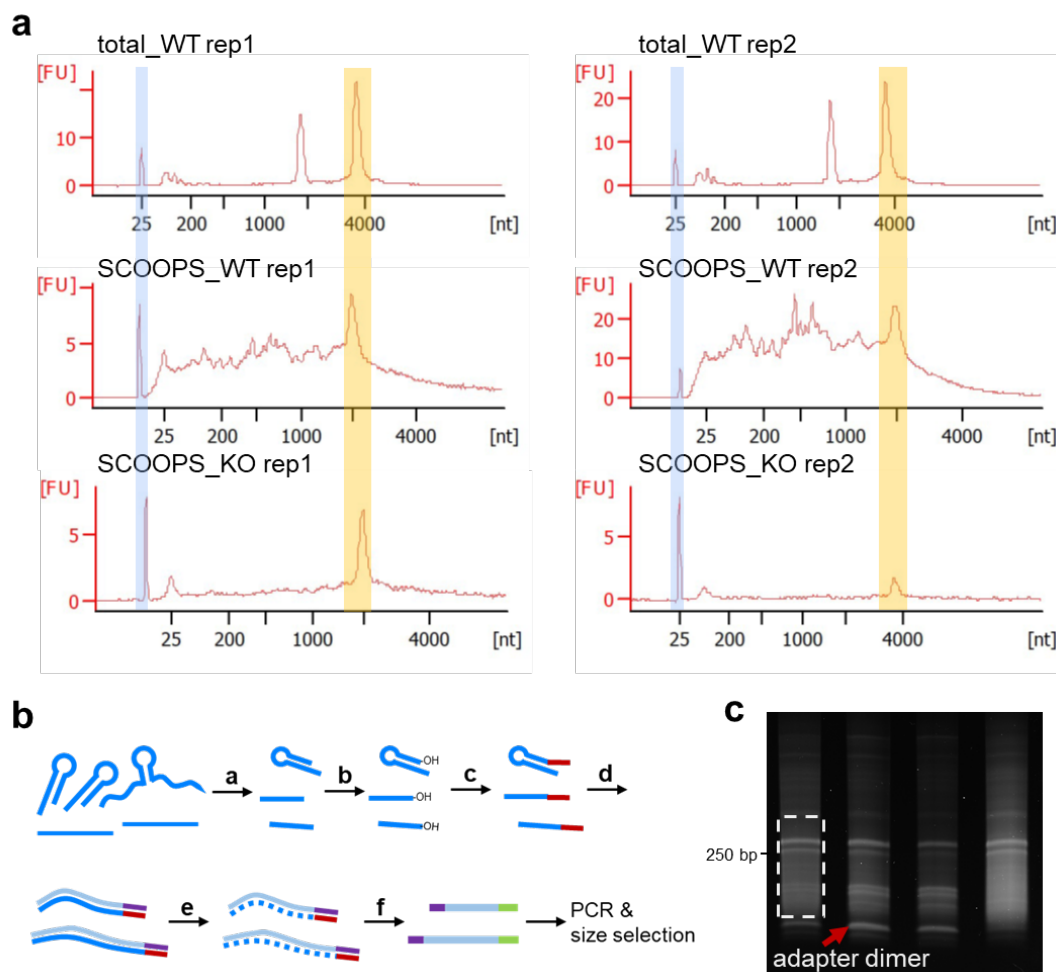 a
total_WT rep1
[FU]
10
0
25
200
1000
4000
[nt]
total_WT rep2
[FU]
20
10
0
25
200
1000
4000
[nt]
SCOOPS_WT rep1
[FU]
10
5
0
25
200
1000
4000
[nt]
SCOOPS_WT rep2
[FU]
20
10
0
25
200
1000
4000
[nt]
SCOOPS_KO rep1
[FU]
5
0
25
200
1000
4000
[nt]
SCOOPS_KO rep2
[FU]
5
0
25
200
1000
4000
[nt]
b
a
b
-OH
-OH
-OH
c
d
e
f
PCR &
size selection
c
250 bp
adapter dimer